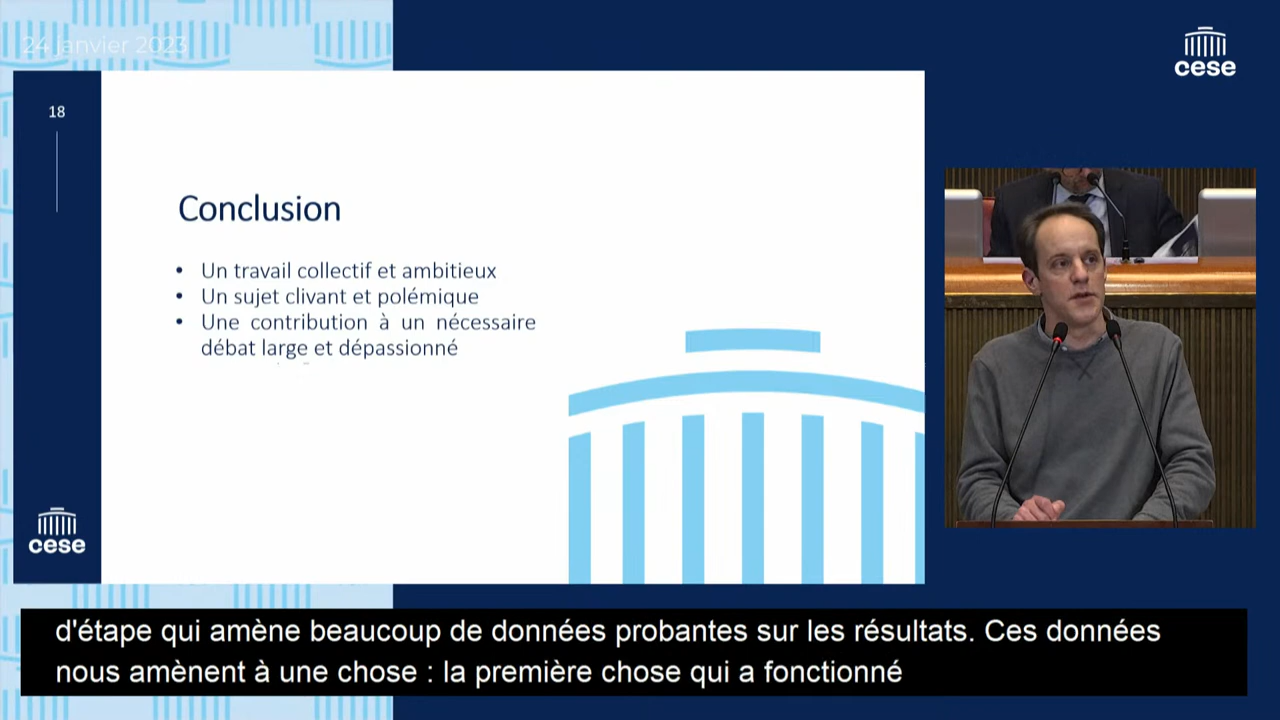 24 janvier 2023
cese
18
Conclusion
• Un travail collectif et ambitieux
• Un sujet clivant et polémique
• Une contribution à un nécessaire
débat large et dépassionné
cese
d'étape qui amène beaucoup de données probantes sur les résultats. Ces données
nous amènent à une chose : la première chose qui a fonctionné